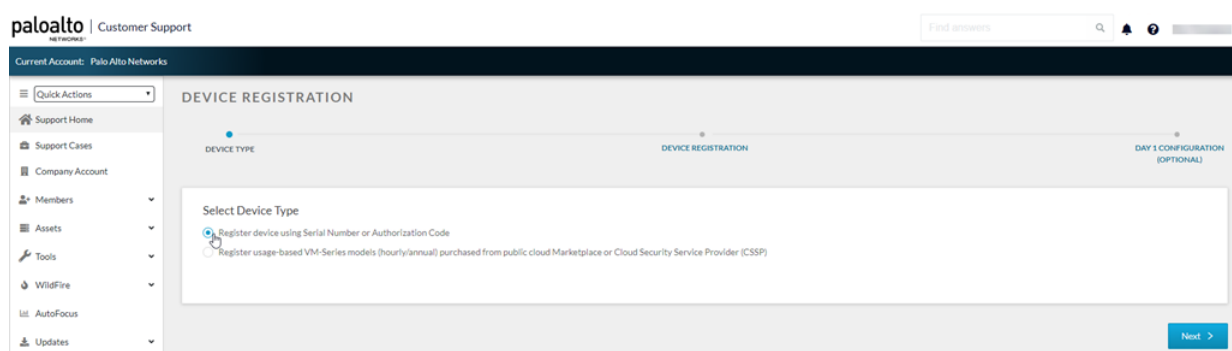 paloalto NETWORKS | Customer Support
Find answers
Current Account: Palo Alto Networks
Quick Actions
DEVICE REGISTRATION
Support Home
Support Cases
Company Account
Members
Assets
Tools
WildFire
AutoFocus
Updates
DEVICE TYPE
DEVICE REGISTRATION
DAY 1 CONFIGURATION
(OPTIONAL)
Select Device Type
Register device using Serial Number or Authorization Code
Register usage-based VM-Series models (hourly/annual) purchased from public cloud Marketplace or Cloud Security Service Provider (CSSP)
Next >